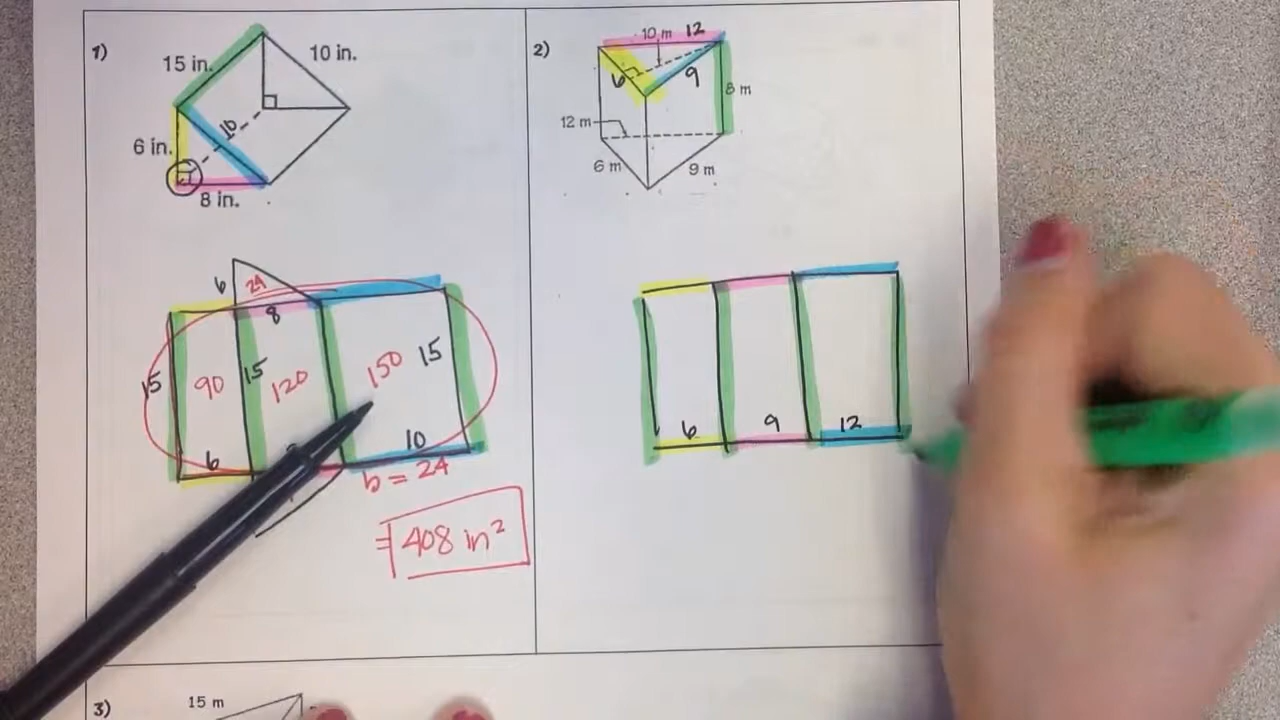 1)
15 in.
10 in.
10
6 in.
8 in.
6
24
8
15
90
15
120
150
15
6
10
b = 24
= 408 in²
2)
10 m
12
6
9
8 m
12 m
6 m
9 m
6
9
12
3)
15 m